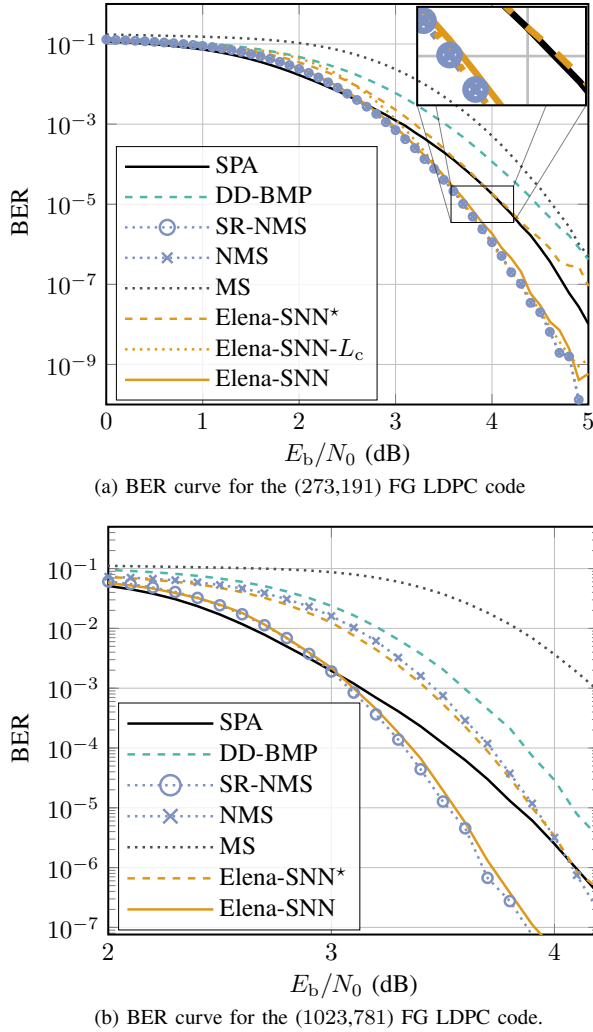 10⁻¹
10⁻³
10⁻⁵
10⁻⁷
10⁻⁹
BER
SPA
DD-BMP
SR-NMS
NMS
MS
Elena-SNN⋆
Elena-SNN-Lc
Elena-SNN
0 1 2 3 4 5
Eb/N0 (dB)
(a) BER curve for the (273,191) FG LDPC code
10⁻¹
10⁻²
10⁻³
10⁻⁴
10⁻⁵
10⁻⁶
10⁻⁷
BER
SPA
DD-BMP
SR-NMS
NMS
MS
Elena-SNN⋆
Elena-SNN
2 3 4
Eb/N0 (dB)
(b) BER curve for the (1023,781) FG LDPC code.